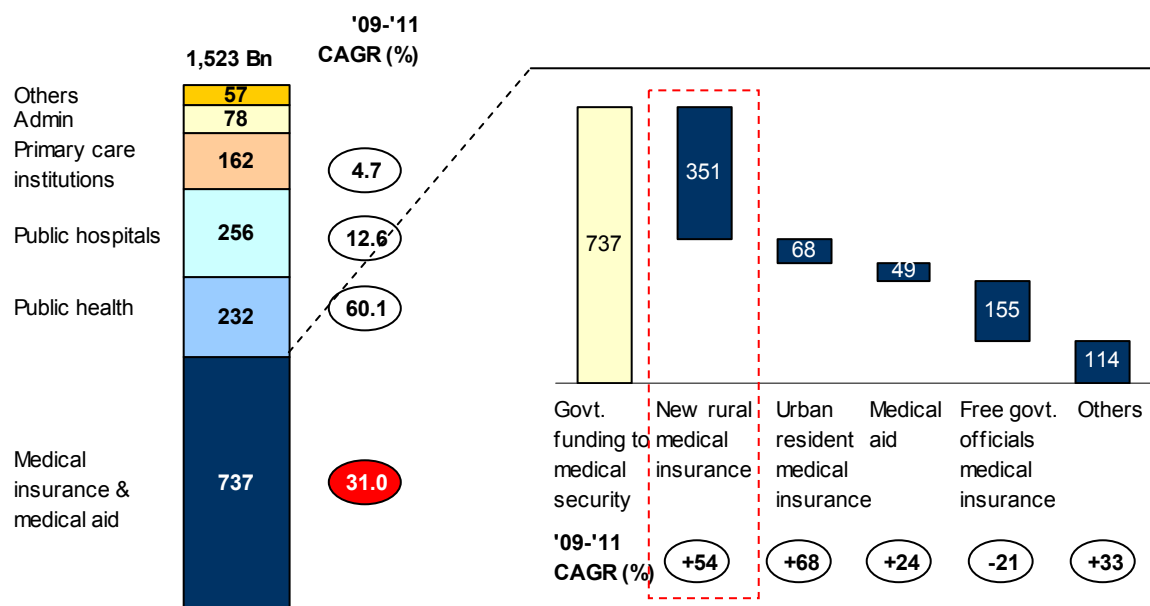 '09-'11
CAGR (%)
1,523 Bn
Others
57
Admin
78
Primary care
institutions
162
4.7
Public hospitals
256
12.6
Public health
232
60.1
Medical
insurance &
medical aid
737
31.0
737
351
68
49
155
114
Govt.
funding to
medical
security
New rural
medical
insurance
Urban
resident
medical
insurance
Medical
aid
Free govt.
officials
medical
insurance
Others
'09-'11
CAGR (%)
+54
+68
+24
-21
+33